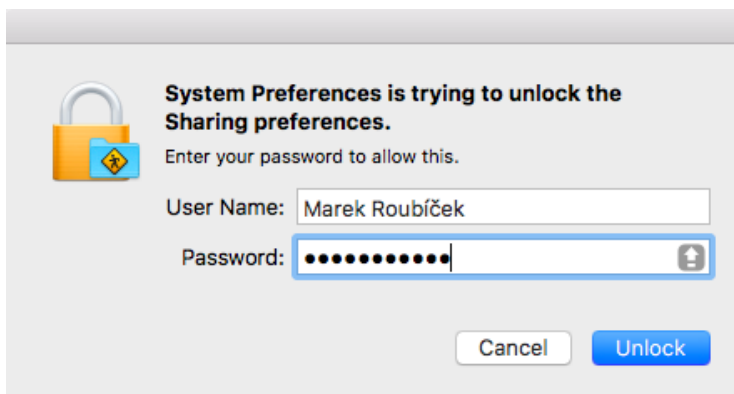 System Preferences is trying to unlock the
Sharing preferences.
Enter your password to allow this.
User Name: Marek Roubíček
Password: •••••••••••
Cancel Unlock